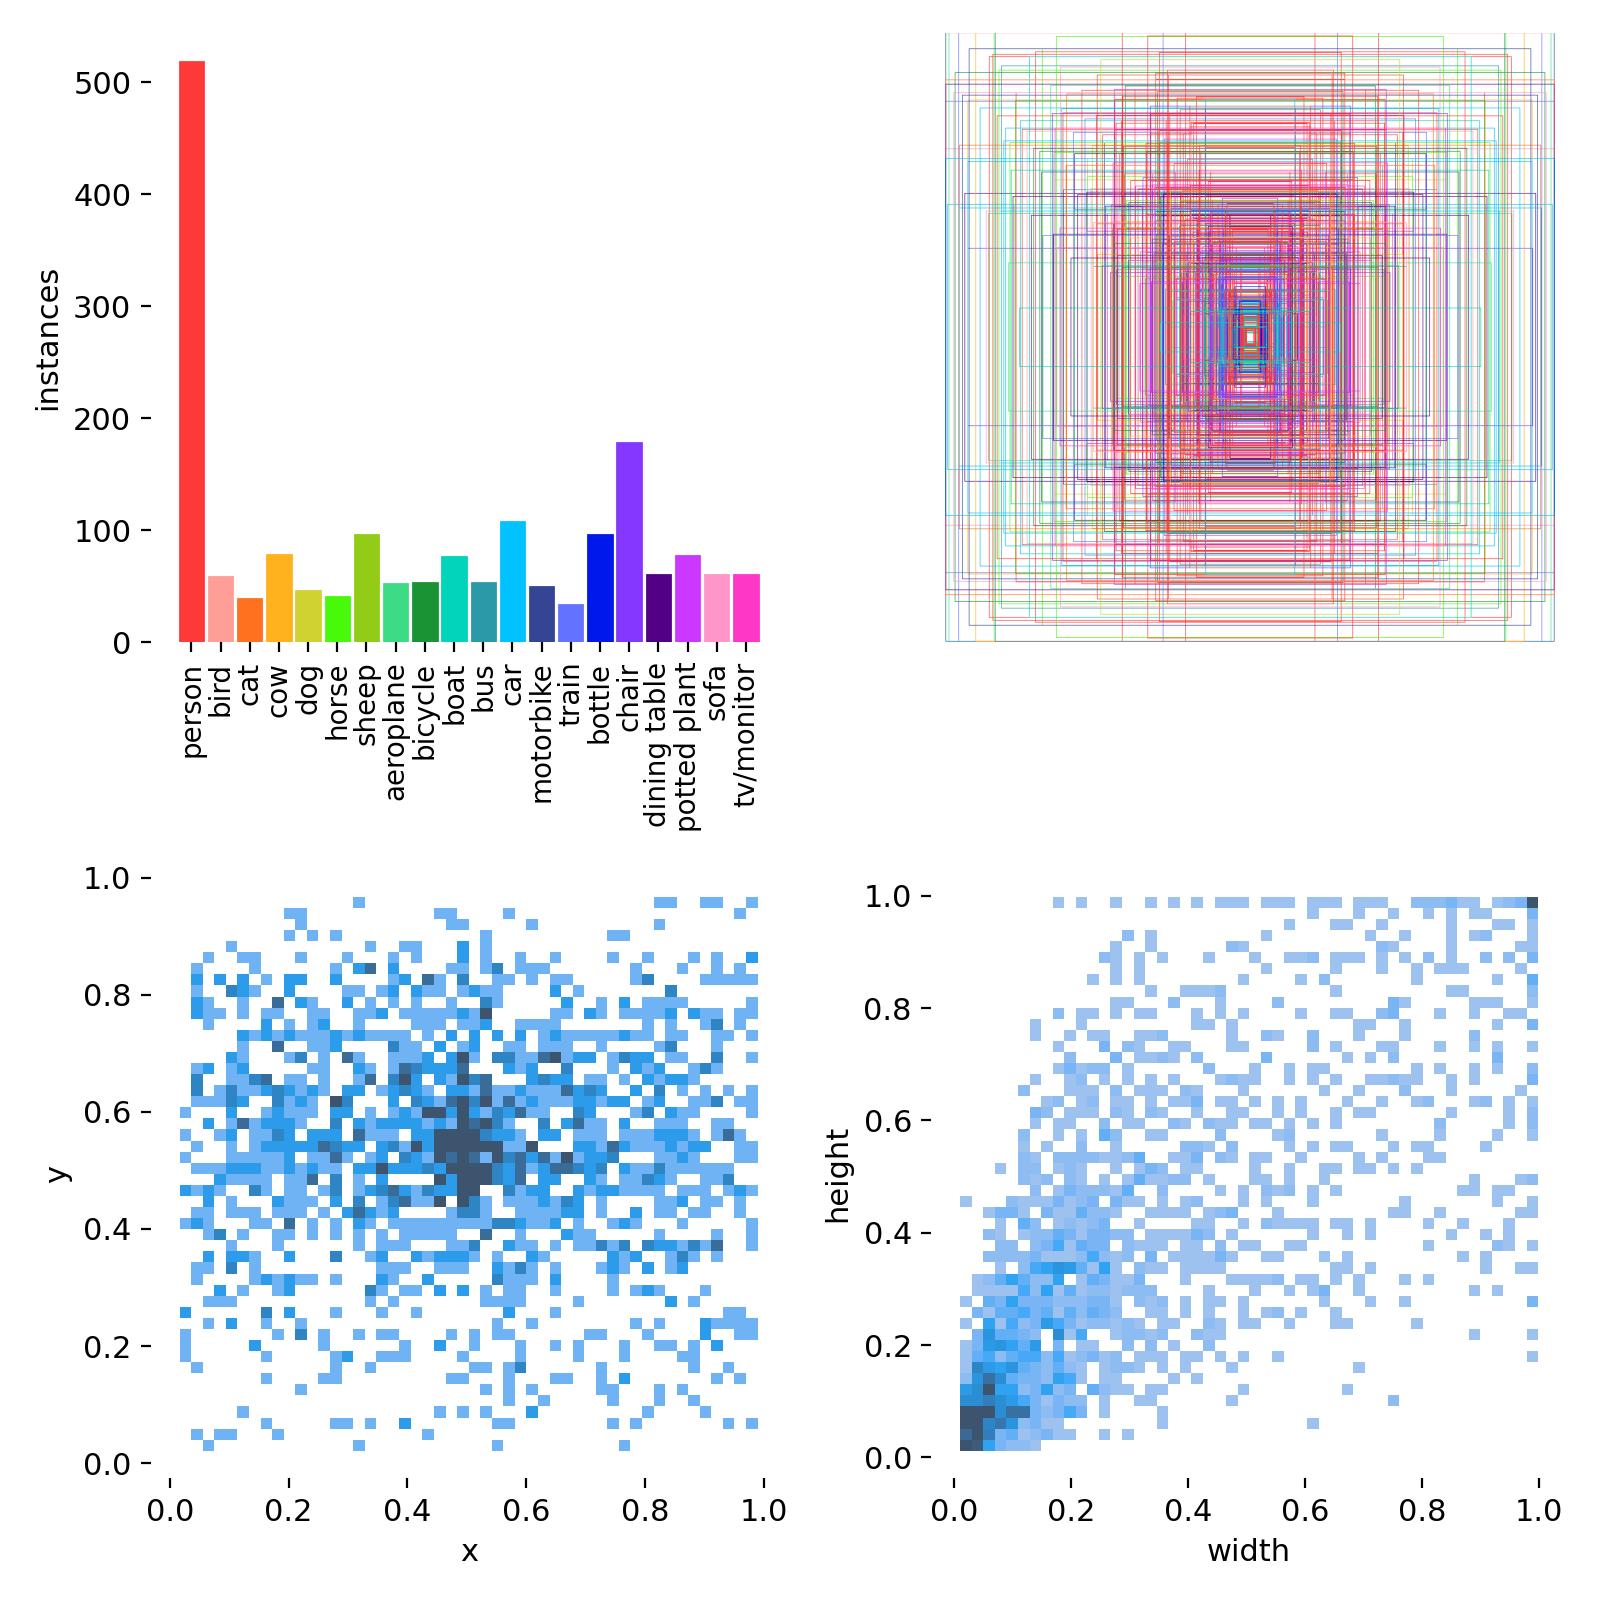 instances
500
400
300
200
100
0
person
bird
cat
cow
dog
horse
sheep
aeroplane
bicycle
boat
bus
car
motorbike
train
bottle
chair
dining table
potted plant
sofa
tv/monitor
y
1.0
0.8
0.6
0.4
0.2
0.0
0.0 0.2 0.4 0.6 0.8 1.0
x
height
1.0
0.8
0.6
0.4
0.2
0.0
0.0 0.2 0.4 0.6 0.8 1.0
width